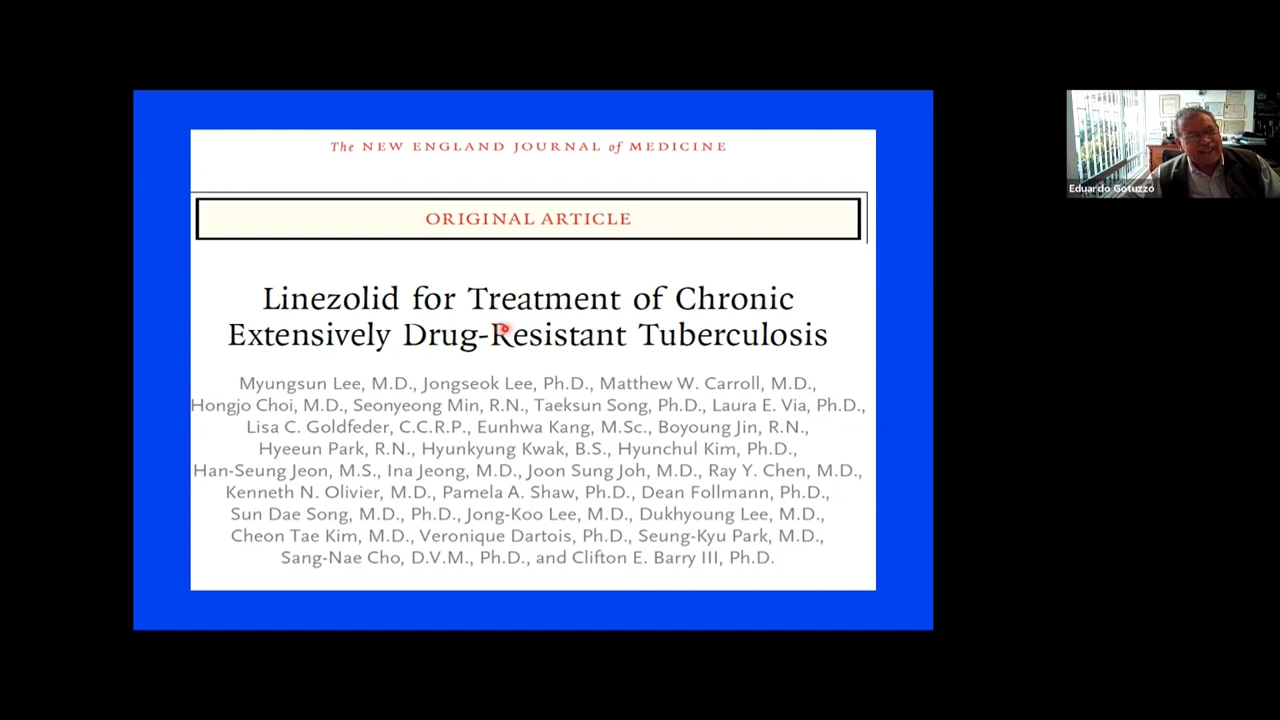 The NEW ENGLAND JOURNAL of MEDICINE
ORIGINAL ARTICLE
Linezolid for Treatment of Chronic
Extensively Drug-Resistant Tuberculosis
Myungsun Lee, M.D., Jongseok Lee, Ph.D., Matthew W. Carroll, M.D.,
Hongjo Choi, M.D., Seonyeong Min, R.N., Taeksun Song, Ph.D., Laura E. Via, Ph.D.,
Lisa C. Goldfeder, C.C.R.P., Eunhwa Kang, M.Sc., Boyoung Jin, R.N.,
Hyeeun Park, R.N., Hyunkyung Kwak, B.S., Hyunchul Kim, Ph.D.,
Han-Seung Jeon, M.S., Ina Jeong, M.D., Joon Sung Joh, M.D., Ray Y. Chen, M.D.,
Kenneth N. Olivier, M.D., Pamela A. Shaw, Ph.D., Dean Follmann, Ph.D.,
Sun Dae Song, M.D., Ph.D., Jong-Koo Lee, M.D., Dukhyoung Lee, M.D.,
Cheon Tae Kim, M.D., Veronique Dartois, Ph.D., Seung-Kyu Park, M.D.,
Sang-Nae Cho, D.V.M., Ph.D., and Clifton E. Barry III, Ph.D.
Eduardo Gotuzzo